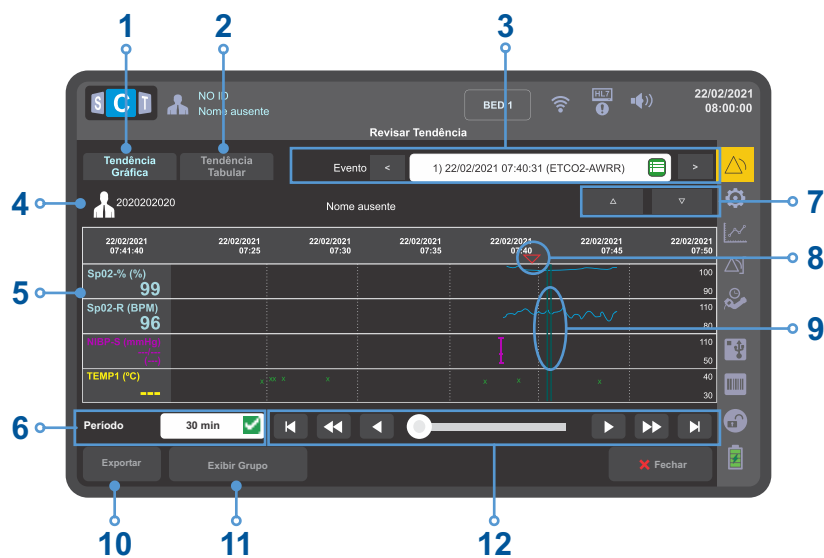 1 2 3
S C T
NO ID
Nome ausente
BED 1
HL7
22/02/2021
08:00:00
Revisar Tendência
Tendência
Gráfica
Tendência
Tabular
Evento < 1) 22/02/2021 07:40:31 (ETCO2-AWRR) >
7
4
2020202020
Nome ausente
22/02/2021
07:41:40
22/02/2021
07:25
22/02/2021
07:30
22/02/2021
07:35
22/02/2021
07:40
22/02/2021
07:45
22/02/2021
07:50
8
5
Sp02-% (%)
99
100
90
Sp02-R (BPM)
96
110
80
9
110
50
TEMP1 (ºC)
---
40
30
6
Período 30 min
Exportar
Exibir Grupo
Fechar
10 11 12